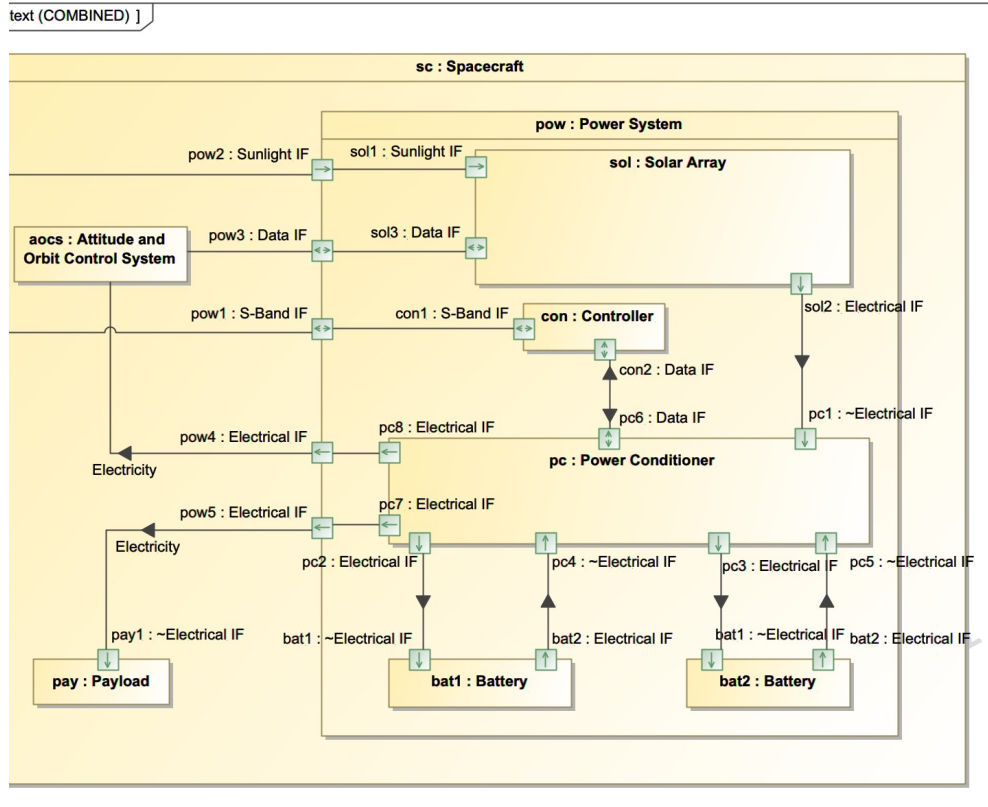 text (COMBINED) ]
sc : Spacecraft
pow : Power System
pow2 : Sunlight IF
sol1 : Sunlight IF
sol : Solar Array
aocs : Attitude and
Orbit Control System
pow3 : Data IF
sol3 : Data IF
sol2 : Electrical IF
pow1 : S-Band IF
con1 : S-Band IF
con : Controller
con2 : Data IF
pc6 : Data IF
pc1 : ~Electrical IF
pow4 : Electrical IF
pc8 : Electrical IF
Electricity
pc : Power Conditioner
pow5 : Electrical IF
pc7 : Electrical IF
Electricity
pc2 : Electrical IF
pc4 : ~Electrical IF
pc3 : Electrical IF
pc5 : ~Electrical IF
pay1 : ~Electrical IF
bat1 : ~Electrical IF
bat2 : Electrical IF
bat1 : ~Electrical IF
bat2 : Electrical IF
pay : Payload
bat1 : Battery
bat2 : Battery